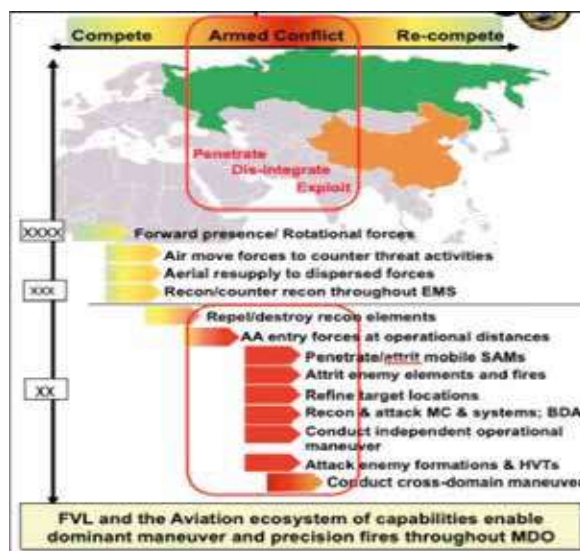 Compete Armed Conflict Re-compete
Penetrate
Dis-integrate
Exploit
XXXX
Forward presence/ Rotational forces
Air move forces to counter threat activities
Aerial resupply to dispersed forces
XXX
Recon/counter recon throughout EMS
Repel/destroy recon elements
AA entry forces at operational distances
Penetrate/attrit mobile SAMs
Attrit enemy elements and fires
XX
Refine target locations
Recon & attack MC & systems; BDA
Conduct independent operational
maneuver
Attack enemy formations & HVTs
Conduct cross-domain maneuver
FVL and the Aviation ecosystem of capabilities enable
dominant maneuver and precision fires throughout MDO